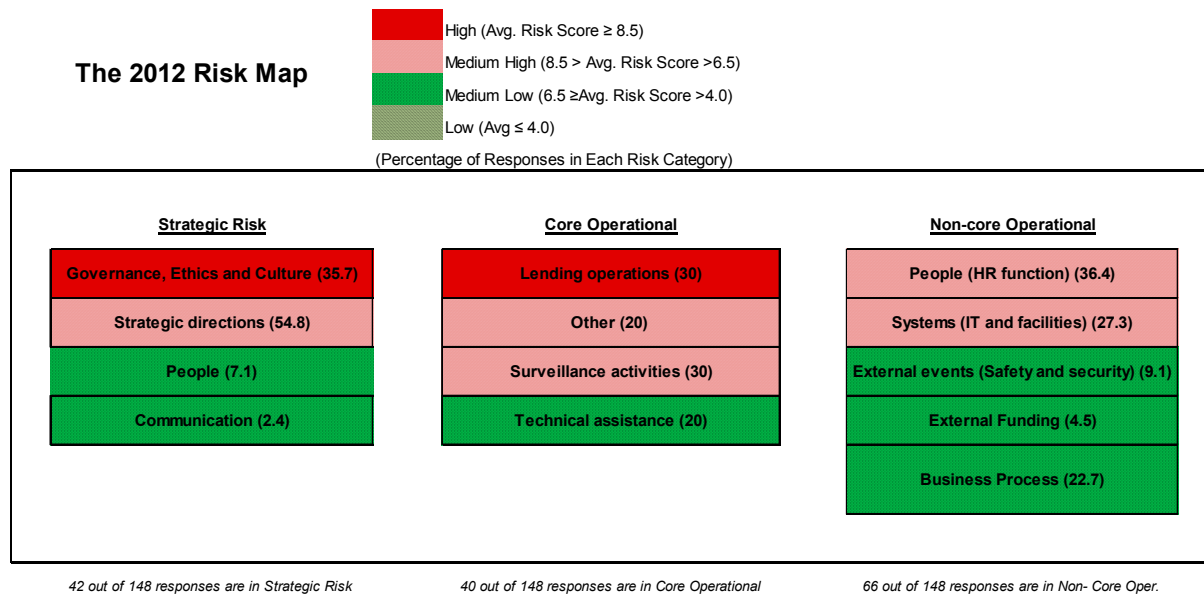 The 2012 Risk Map
High (Avg. Risk Score ≥ 8.5)
Medium High (8.5 > Avg. Risk Score >6.5)
Medium Low (6.5 ≥Avg. Risk Score >4.0)
Low (Avg ≤ 4.0)
(Percentage of Responses in Each Risk Category)
Strategic Risk
Governance, Ethics and Culture (35.7)
Strategic directions (54.8)
People (7.1)
Communication (2.4)
42 out of 148 responses are in Strategic Risk
Core Operational
Lending operations (30)
Other (20)
Surveillance activities (30)
Technical assistance (20)
40 out of 148 responses are in Core Operational
Non-core Operational
People (HR function) (36.4)
Systems (IT and facilities) (27.3)
External events (Safety and security) (9.1)
External Funding (4.5)
Business Process (22.7)
66 out of 148 responses are in Non- Core Oper.